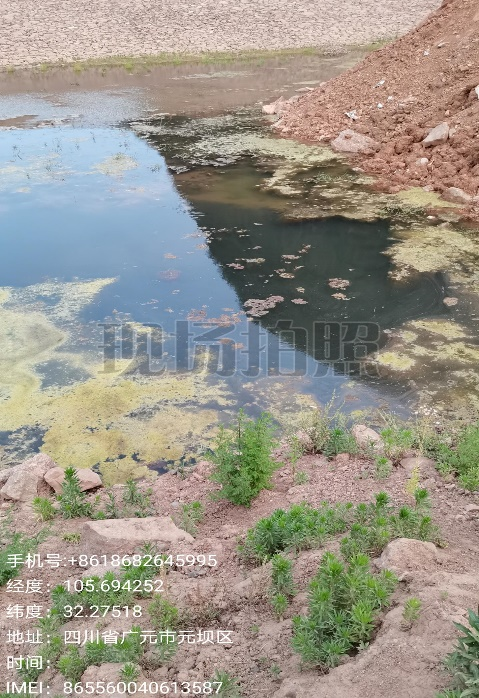 现场拍照
手机号: +8618682645995
经度: 105.694652
纬度: 32.27518
地址: 四川省广元市元坝区
时间:
IMEI: 865560040613587